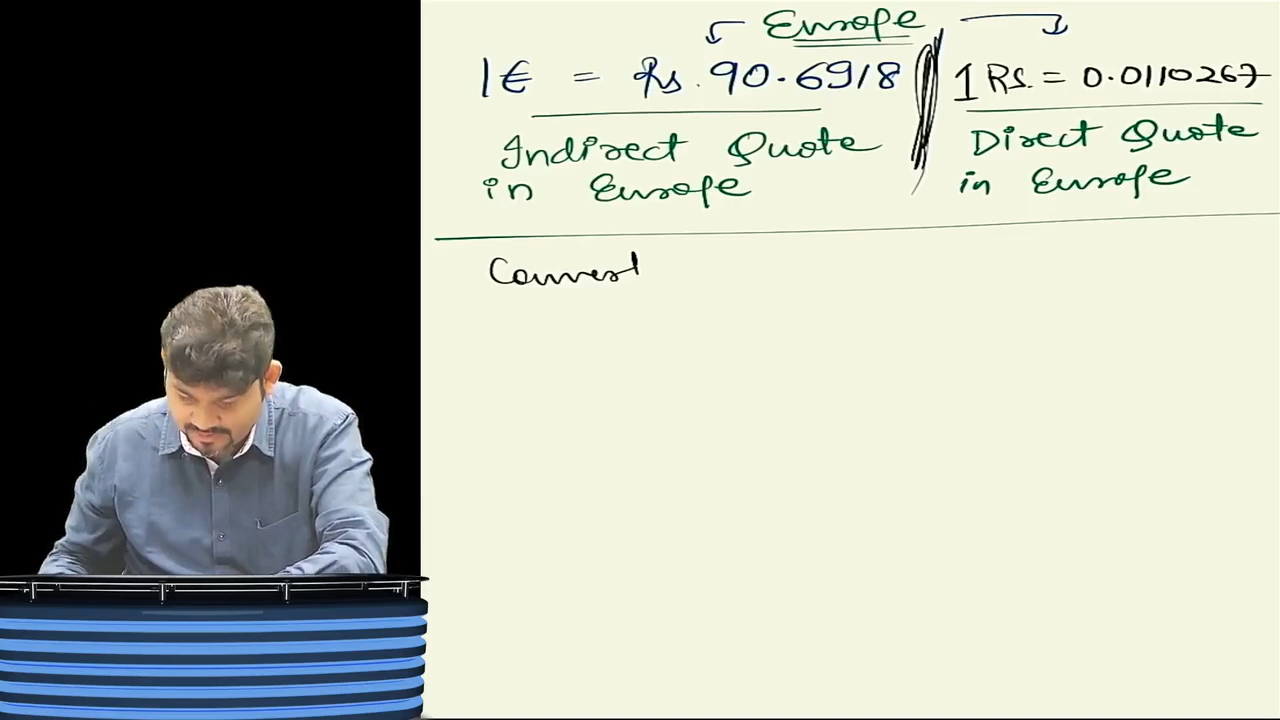 Europe
1€ = Rs. 90.6918
1 Rs. = 0.0110267
Indirect Quote
in Europe
Direct Quote
in Europe
Convert